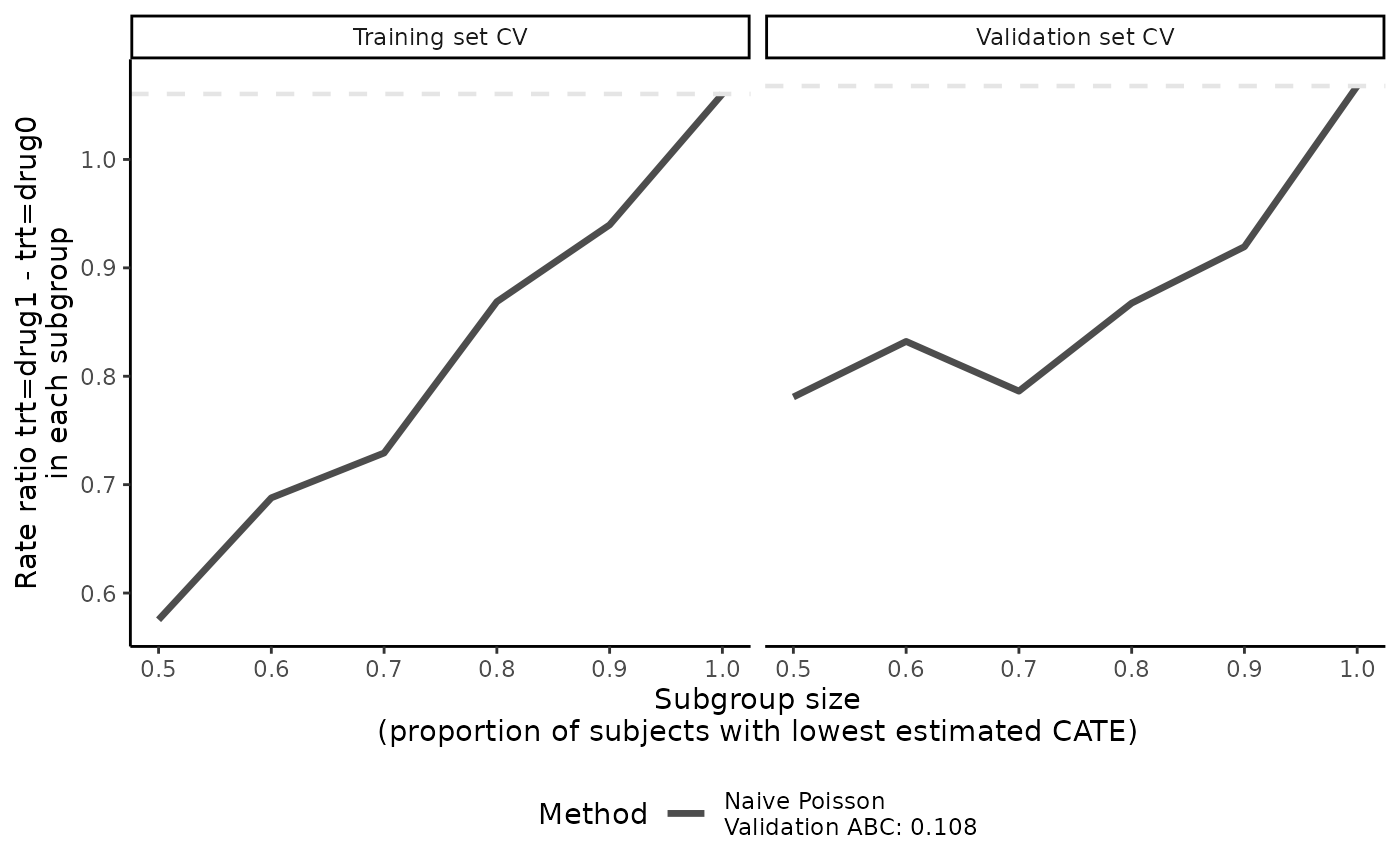 Training set CV
Validation set CV
Rate ratio trt=drug1 - trt=drug0
in each subgroup
1.0
0.9
0.8
0.7
0.6
0.5 0.6 0.7 0.8 0.9 1.0
0.5 0.6 0.7 0.8 0.9 1.0
Subgroup size
(proportion of subjects with lowest estimated CATE)
Method
Naive Poisson
Validation ABC: 0.108